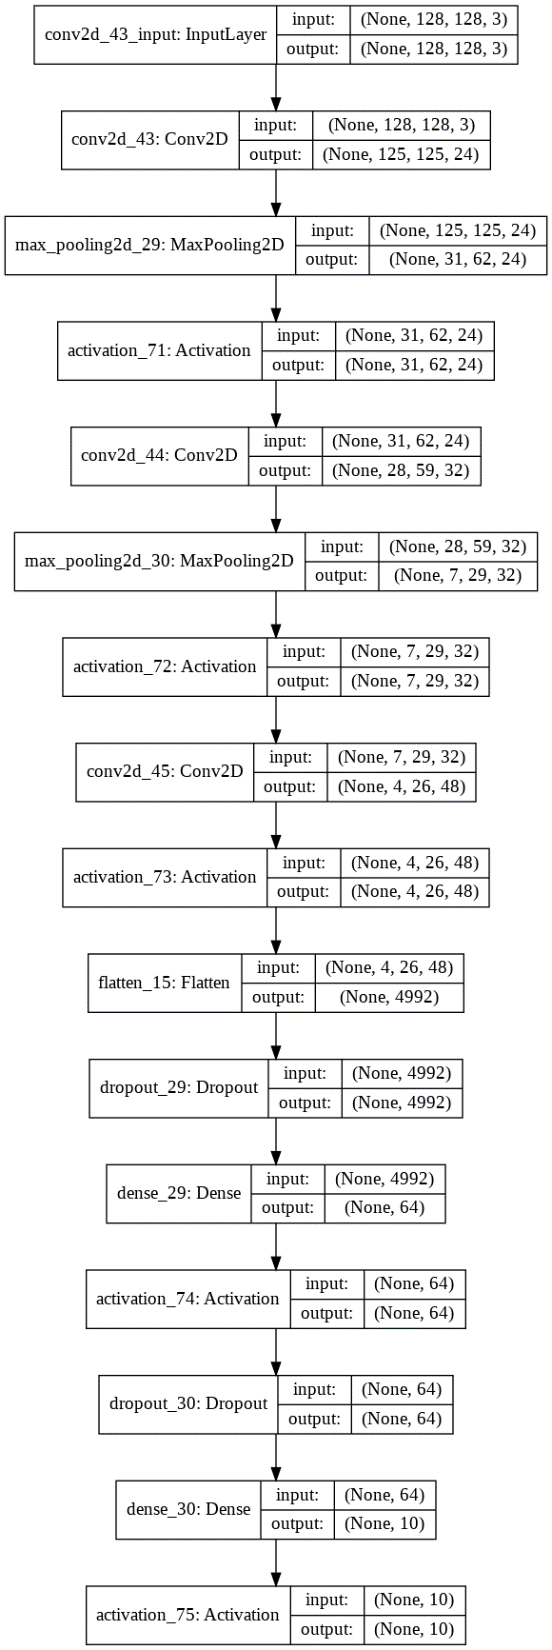 conv2d_43_input: InputLayer
input: (None, 128, 128, 3)
output: (None, 128, 128, 3)
conv2d_43: Conv2D
input: (None, 128, 128, 3)
output: (None, 125, 125, 24)
max_pooling2d_29: MaxPooling2D
input: (None, 125, 125, 24)
output: (None, 31, 62, 24)
activation_71: Activation
input: (None, 31, 62, 24)
output: (None, 31, 62, 24)
conv2d_44: Conv2D
input: (None, 31, 62, 24)
output: (None, 28, 59, 32)
max_pooling2d_30: MaxPooling2D
input: (None, 28, 59, 32)
output: (None, 7, 29, 32)
activation_72: Activation
input: (None, 7, 29, 32)
output: (None, 7, 29, 32)
conv2d_45: Conv2D
input: (None, 7, 29, 32)
output: (None, 4, 26, 48)
activation_73: Activation
input: (None, 4, 26, 48)
output: (None, 4, 26, 48)
flatten_15: Flatten
input: (None, 4, 26, 48)
output: (None, 4992)
dropout_29: Dropout
input: (None, 4992)
output: (None, 4992)
dense_29: Dense
input: (None, 4992)
output: (None, 64)
activation_74: Activation
input: (None, 64)
output: (None, 64)
dropout_30: Dropout
input: (None, 64)
output: (None, 64)
dense_30: Dense
input: (None, 64)
output: (None, 10)
activation_75: Activation
input: (None, 10)
output: (None, 10)